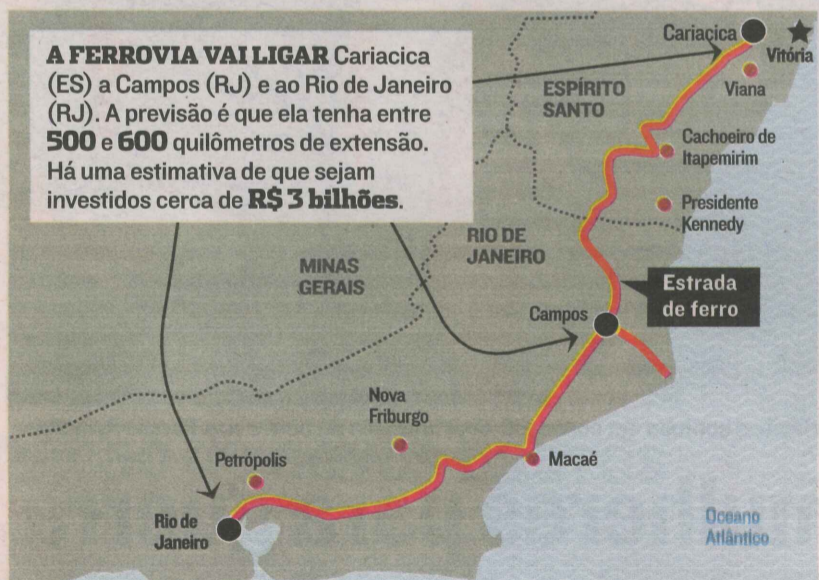 A FERROVIA VAI LIGAR Cariacica
(ES) a Campos (RJ) e ao Rio de Janeiro
(RJ). A previsão é que ela tenha entre
500 e 600 quilômetros de extensão.
Há uma estimativa de que sejam
investidos cerca de R$ 3 bilhões.
Cariacica
Vitória
Viana
ESPÍRITO
SANTO
Cachoeiro de
Itapemirim
Presidente
Kennedy
RIO DE
JANEIRO
MINAS
GERAIS
Estrada
de ferro
Campos
Nova
Friburgo
Petrópolis
Macaé
Rio de
Janeiro
Oceano
Atlântico